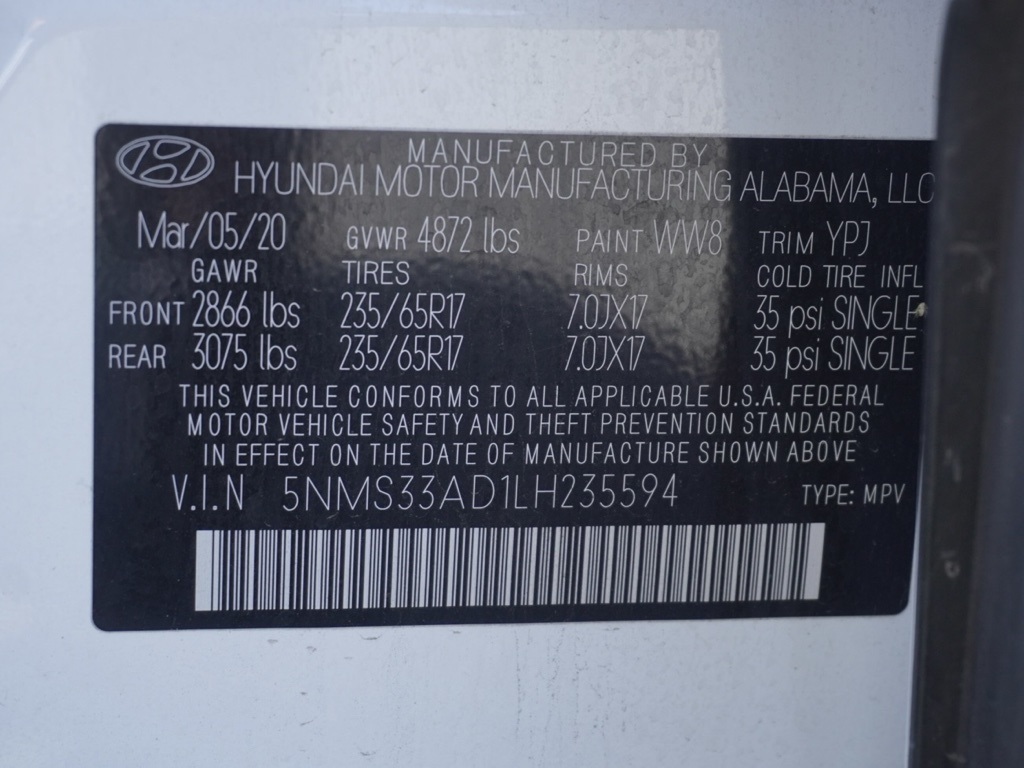 MANUFACTURED BY
HYUNDAI MOTOR MANUFACTURING ALABAMA, LLC
Mar/05/20 GVWR 4872 lbs PAINT WW8 TRIM YPJ
GAWR TIRES RIMS COLD TIRE INFL
FRONT 2866 lbs 235/65R17 7.0JX17 35 psi SINGLE
REAR 3075 lbs 235/65R17 7.0JX17 35 psi SINGLE
THIS VEHICLE CONFORMS TO ALL APPLICABLE U.S.A. FEDERAL
MOTOR VEHICLE SAFETY AND THEFT PREVENTION STANDARDS
IN EFFECT ON THE DATE OF MANUFACTURE SHOWN ABOVE
V.I.N 5NMS33AD1LH235594 TYPE: MPV